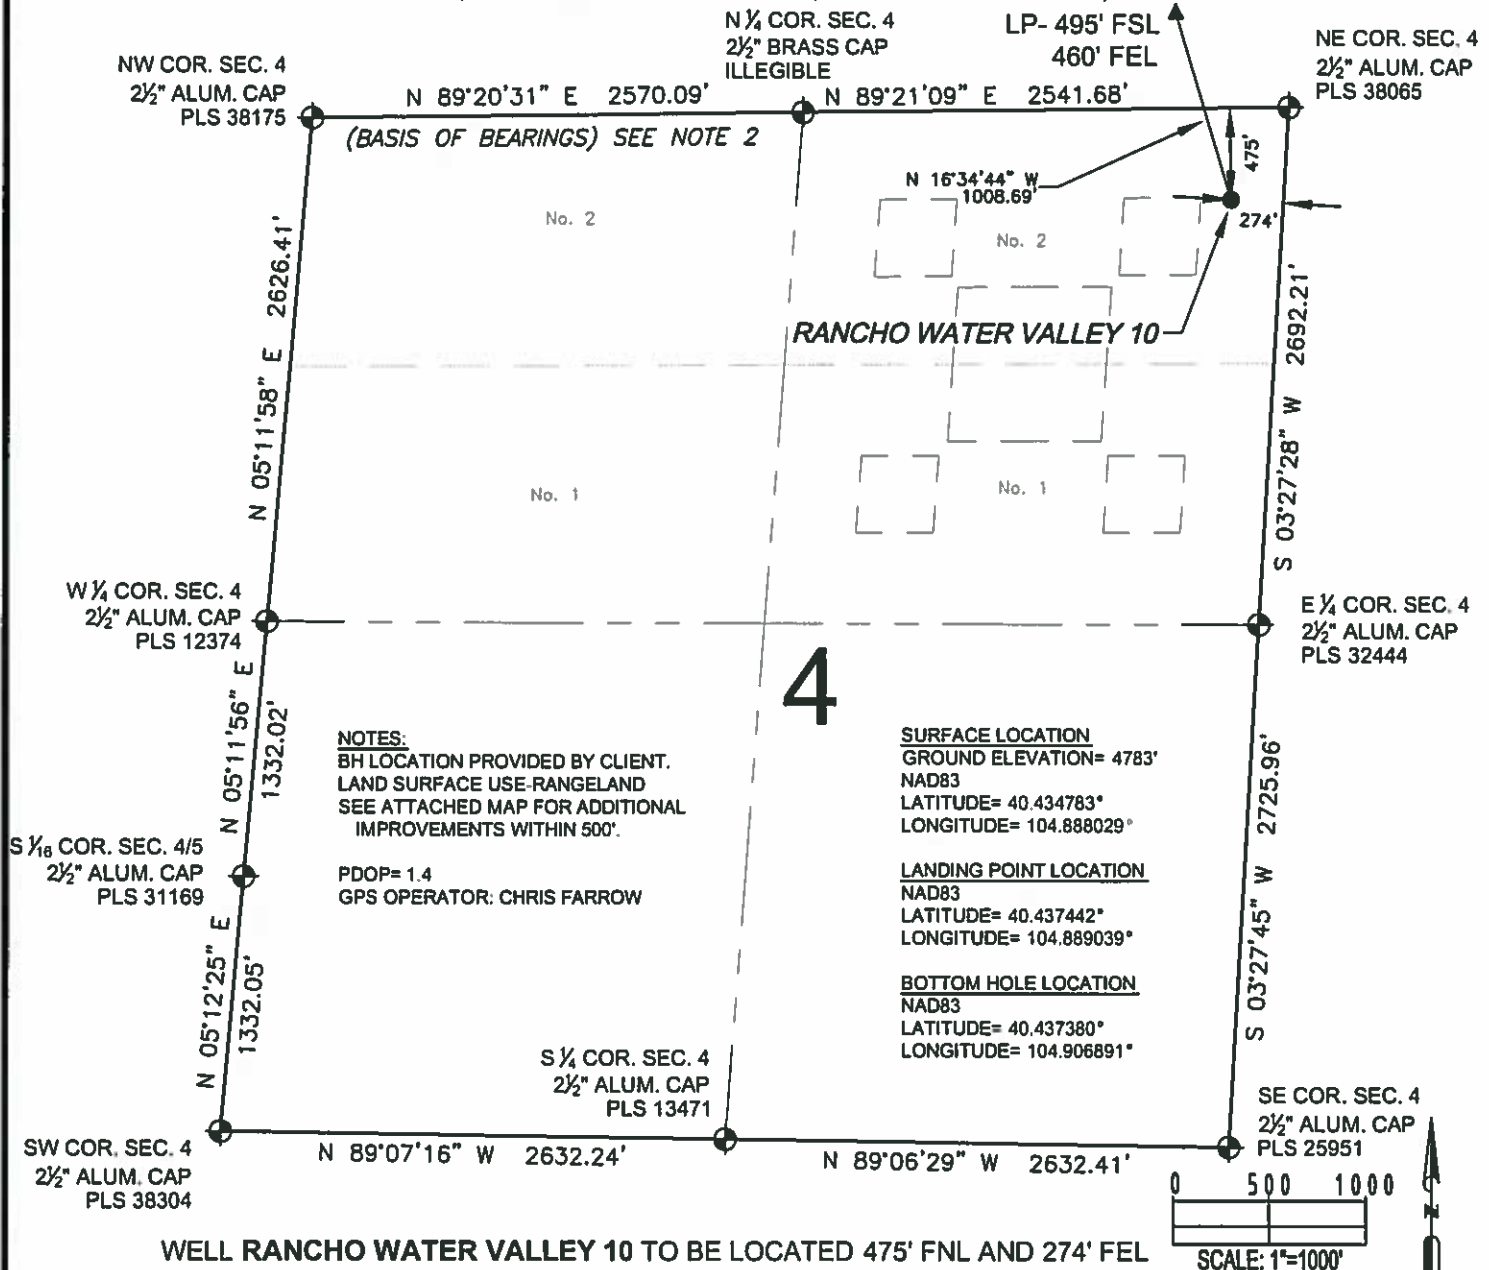 N ¼ COR. SEC. 4
2½" BRASS CAP
ILLEGIBLE
LP- 495' FSL
460' FEL
NE COR. SEC. 4
2½" ALUM. CAP
PLS 38065
NW COR. SEC. 4
2½" ALUM. CAP
PLS 38175
N 89°20'31" E 2570.09'
N 89°21'09" E 2541.68'
(BASIS OF BEARINGS) SEE NOTE 2
475'
N 16°34'44" W
1008.69'
274'
No. 2
No. 2
N 05°11'58" E 2626.41'
RANCHO WATER VALLEY 10
S 03°27'28" W 2692.21'
No. 1
No. 1
W ¼ COR. SEC. 4
2½" ALUM. CAP
PLS 12374
E ¼ COR. SEC. 4
2½" ALUM. CAP
PLS 32444
4
N 05°11'56" E
1332.02'
NOTES:
BH LOCATION PROVIDED BY CLIENT.
LAND SURFACE USE-RANGELAND
SEE ATTACHED MAP FOR ADDITIONAL
IMPROVEMENTS WITHIN 500'.
PDOP= 1.4
GPS OPERATOR: CHRIS FARROW
SURFACE LOCATION
GROUND ELEVATION= 4783'
NAD83
LATITUDE= 40.434783°
LONGITUDE= 104.888029°
LANDING POINT LOCATION
NAD83
LATITUDE= 40.437442°
LONGITUDE= 104.889039°
BOTTOM HOLE LOCATION
NAD83
LATITUDE= 40.437380°
LONGITUDE= 104.906891°
S 03°27'45" W 2725.96'
S 1/16 COR. SEC. 4/5
2½" ALUM. CAP
PLS 31169
N 05°12'25" E
1332.05'
S ¼ COR. SEC. 4
2½" ALUM. CAP
PLS 13471
SW COR. SEC. 4
2½" ALUM. CAP
PLS 38304
N 89°07'16" W 2632.24'
N 89°06'29" W 2632.41'
SE COR. SEC. 4
2½" ALUM. CAP
PLS 25951
0 500 1000
SCALE: 1"=1000'
N
WELL RANCHO WATER VALLEY 10 TO BE LOCATED 475' FNL AND 274' FEL